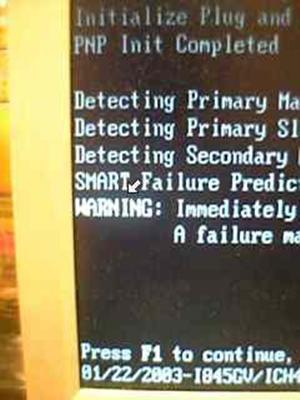 Initialize Plug and
PNP Init Completed
Detecting Primary Ma
Detecting Primary Sl
Detecting Secondary
SMART Failure Predic
WARNING: Immediately
A failure ma
Press F1 to continue,
01/22/2003-I845GV/ICH4